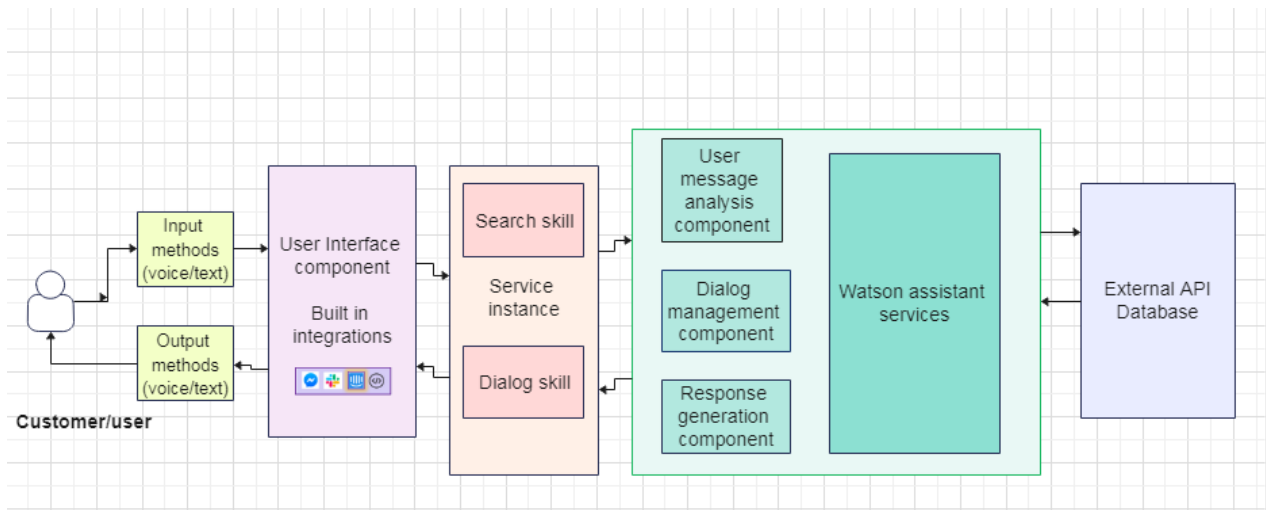 Input
methods
(voice/text)
Output
methods
(voice/text)
Customer/user
User Interface
component
Built in
integrations
Search skill
Service
instance
Dialog skill
User
message
analysis
component
Dialog
management
component
Response
generation
component
Watson assistant
services
External API
Database